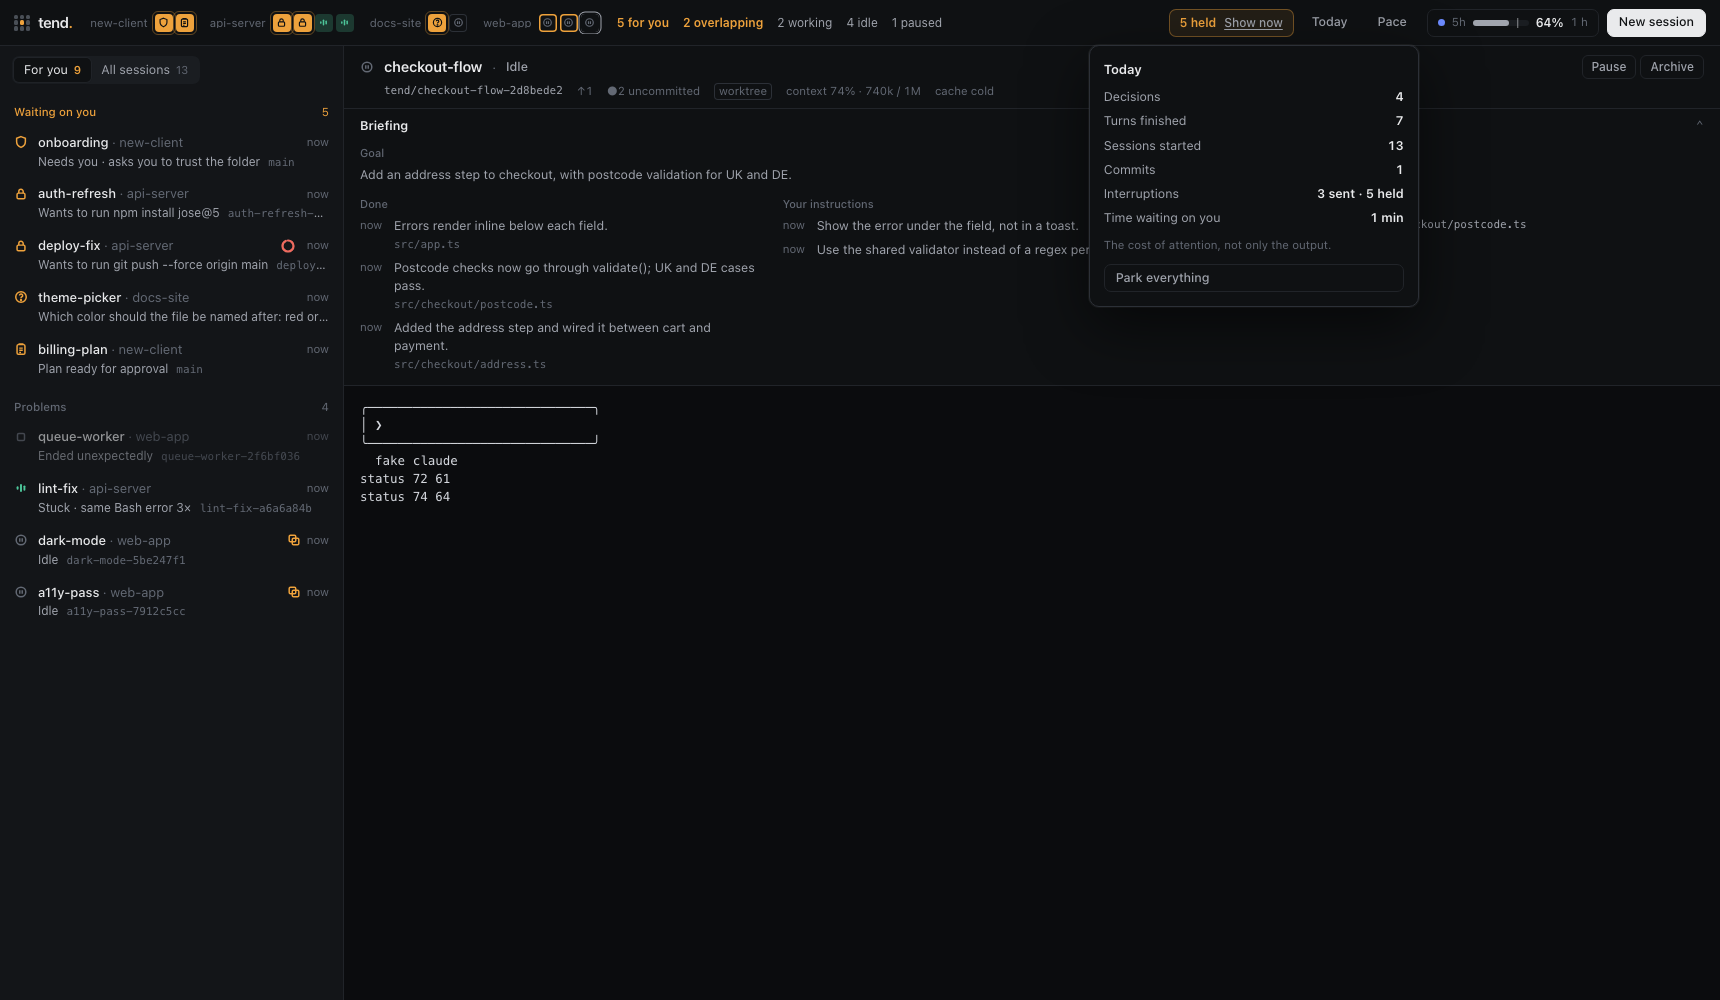 tend.
new-client
api-server
docs-site
web-app
5 for you
2 overlapping
2 working
4 idle
1 paused
5 held Show now
Today
Pace
5h
64%
1 h
New session
For you 9
All sessions 13
Waiting on you 5
onboarding · new-client now
Needs you · asks you to trust the folder main
auth-refresh · api-server now
Wants to run npm install jose@5 auth-refresh-…
deploy-fix · api-server now
Wants to run git push --force origin main deploy…
theme-picker · docs-site now
Which color should the file be named after: red or…
billing-plan · new-client now
Plan ready for approval main
Problems 4
queue-worker · web-app now
Ended unexpectedly queue-worker-2f6bf036
lint-fix · api-server now
Stuck · same Bash error 3× lint-fix-a6a6a84b
dark-mode · web-app now
Idle dark-mode-5be247f1
a11y-pass · web-app now
Idle a11y-pass-7912c5cc
checkout-flow · Idle
tend/checkout-flow-2d8bede2 ↑1 ●2 uncommitted worktree context 74% · 740k / 1M cache cold
Pause
Archive
Briefing
Goal
Add an address step to checkout, with postcode validation for UK and DE.
Done
now Errors render inline below each field.
src/app.ts
now Postcode checks now go through validate(); UK and DE cases
pass.
src/checkout/postcode.ts
now Added the address step and wired it between cart and
payment.
src/checkout/address.ts
Your instructions
now Show the error under the field, not in a toast.
now Use the shared validator instead of a regex per
ckout/postcode.ts
Today
Decisions 4
Turns finished 7
Sessions started 13
Commits 1
Interruptions 3 sent · 5 held
Time waiting on you 1 min
The cost of attention, not only the output.
Park everything
❯
fake claude
status 72 61
status 74 64